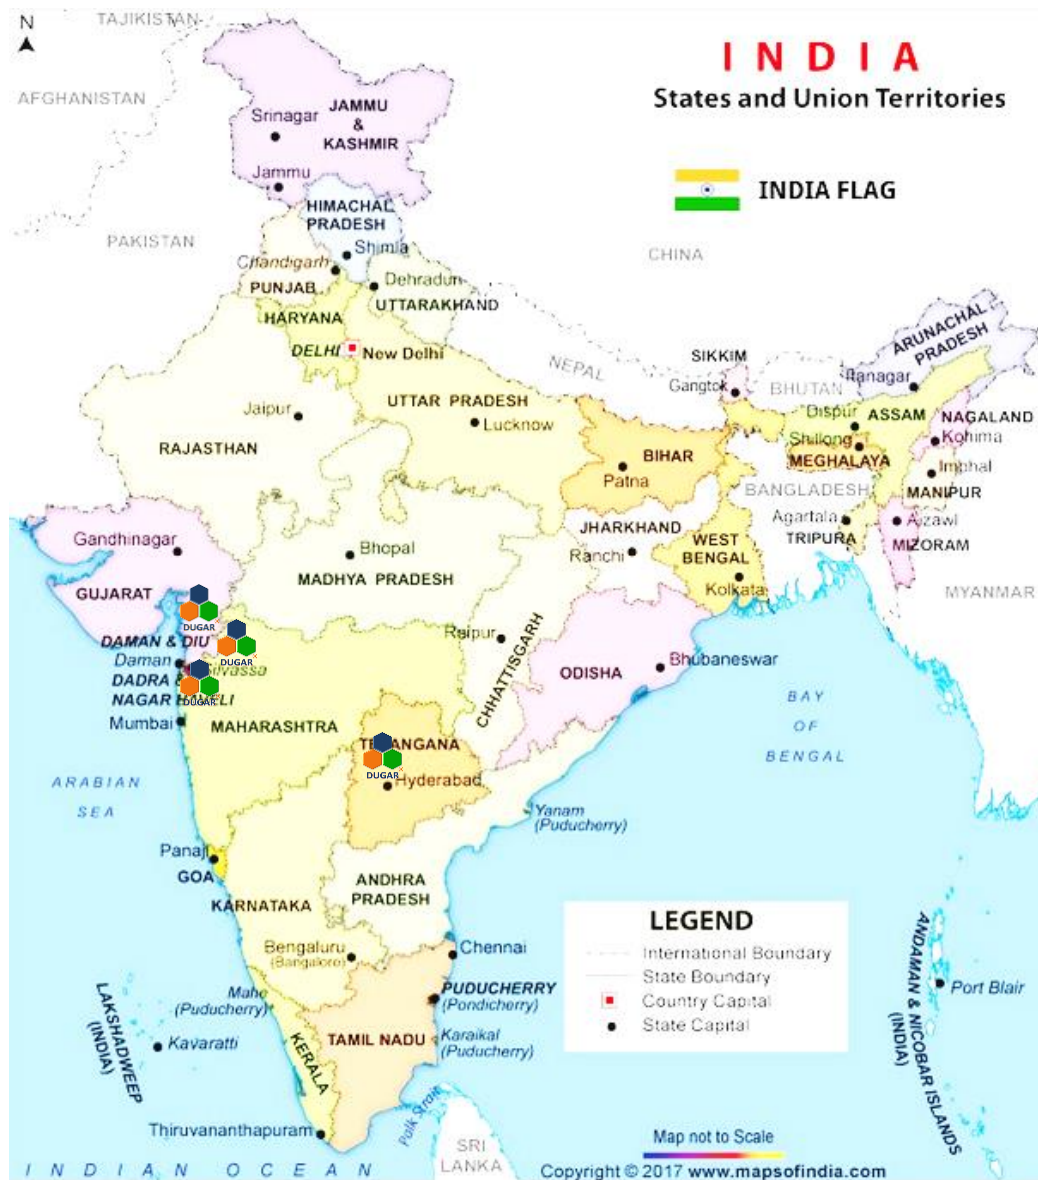 N
TAJIKISTAN
AFGHANISTAN
I N D I A
States and Union Territories
INDIA FLAG
JAMMU
&
KASHMIR
Srinagar
Jammu
HIMACHAL
PRADESH
Shimla
PAKISTAN
CHINA
Chandigarh
PUNJAB
Dehradun
UTTARAKHAND
HARYANA
DELHI
New Delhi
NEPAL
SIKKIM
Gangtok
BHUTAN
ARUNACHAL
PRADESH
Itanagar
Dispur
ASSAM
NAGALAND
Kohima
Shillong
MEGHALAYA
Imphal
MANIPUR
BANGLADESH
Agartala
TRIPURA
Aizawl
MIZORAM
MYANMAR
Jaipur
RAJASTHAN
UTTAR PRADESH
Lucknow
BIHAR
Patna
JHARKHAND
Ranchi
WEST
BENGAL
Kolkata
Gandhinagar
GUJARAT
Bhopal
MADHYA PRADESH
DUGAR
DAMAN & DIU
DUGAR
Daman
Silvassa
DADRA &
NAGAR HAVELI
DUGAR
Mumbai
MAHARASHTRA
Raipur
CHHATTISGARH
ODISHA
Bhubaneswar
TELANGANA
DUGAR
Hyderabad
BAY
OF
BENGAL
ARABIAN
SEA
Yanam
(Puducherry)
Panaji
GOA
KARNATAKA
ANDHRA
PRADESH
Bengaluru
(Bangalore)
Chennai
Mahe
(Puducherry)
PUDUCHERRY
(Pondicherry)
TAMIL NADU
Karaikal
(Puducherry)
KERALA
LAKSHADWEEP
(INDIA)
Kavaratti
Thiruvananthapuram
Palk Strait
SRI
LANKA
LEGEND
International Boundary
State Boundary
Country Capital
State Capital
ANDAMAN & NICOBAR ISLANDS
(INDIA)
Port Blair
Map not to Scale
I N D I A N O C E A N
Copyright © 2017 www.mapsofindia.com